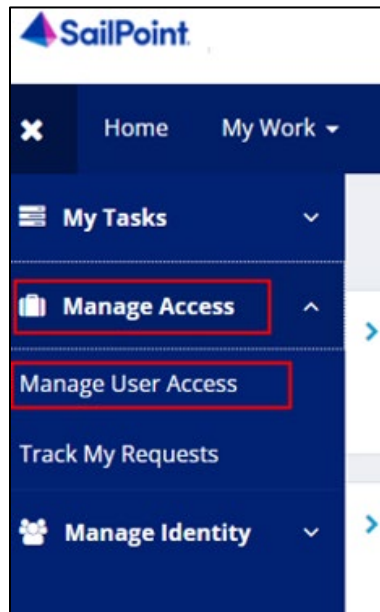 SailPoint
Home My Work
My Tasks
Manage Access
Manage User Access
Track My Requests
Manage Identity